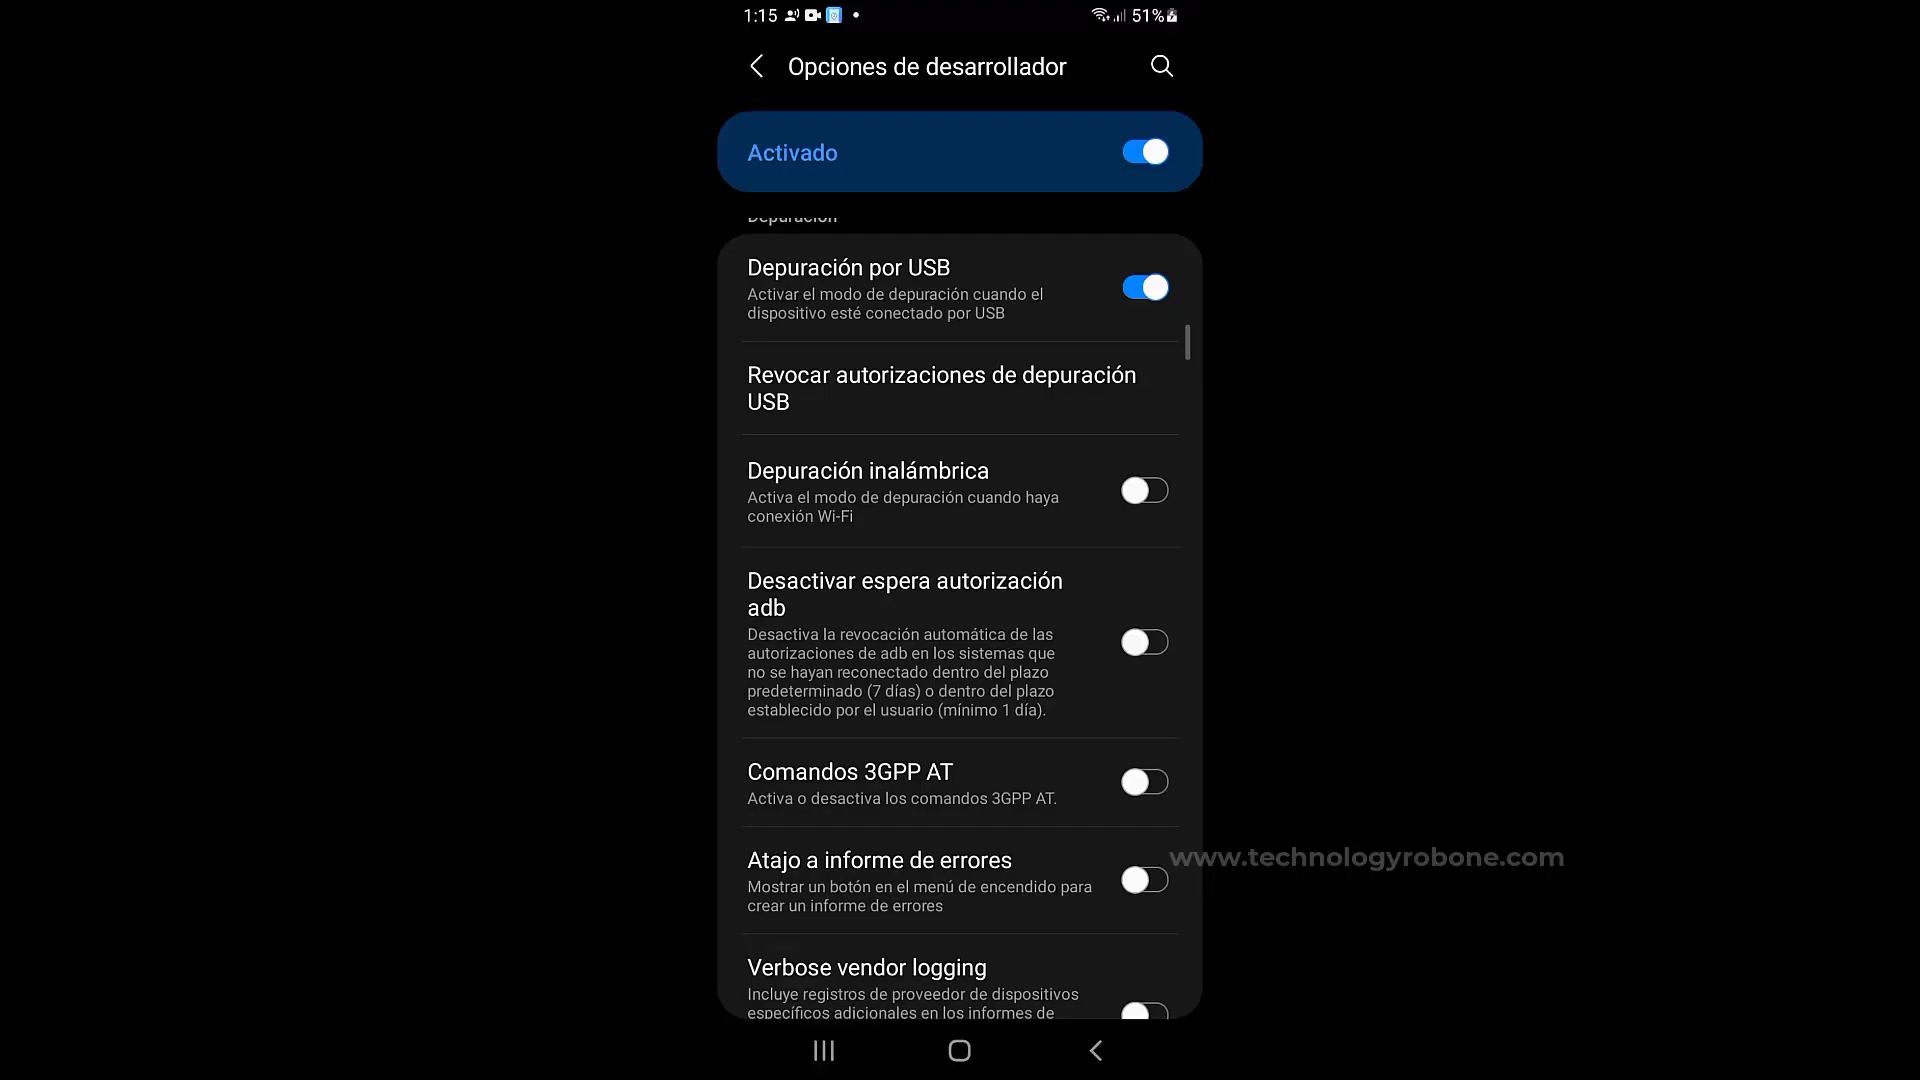 1:15
51%
Opciones de desarrollador
Activado
Depuración
Depuración por USB
Activar el modo de depuración cuando el
dispositivo esté conectado por USB
Revocar autorizaciones de depuración
USB
Depuración inalámbrica
Activa el modo de depuración cuando haya
conexión Wi-Fi
Desactivar espera autorización
adb
Desactiva la revocación automática de las
autorizaciones de adb en los sistemas que
no se hayan reconectado dentro del plazo
predeterminado (7 días) o dentro del plazo
establecido por el usuario (mínimo 1 día).
Comandos 3GPP AT
Activa o desactiva los comandos 3GPP AT.
www.technologyrobone.com
Atajo a informe de errores
Mostrar un botón en el menú de encendido para
crear un informe de errores
Verbose vendor logging
Incluye registros de proveedor de dispositivos
específicos adicionales en los informes de